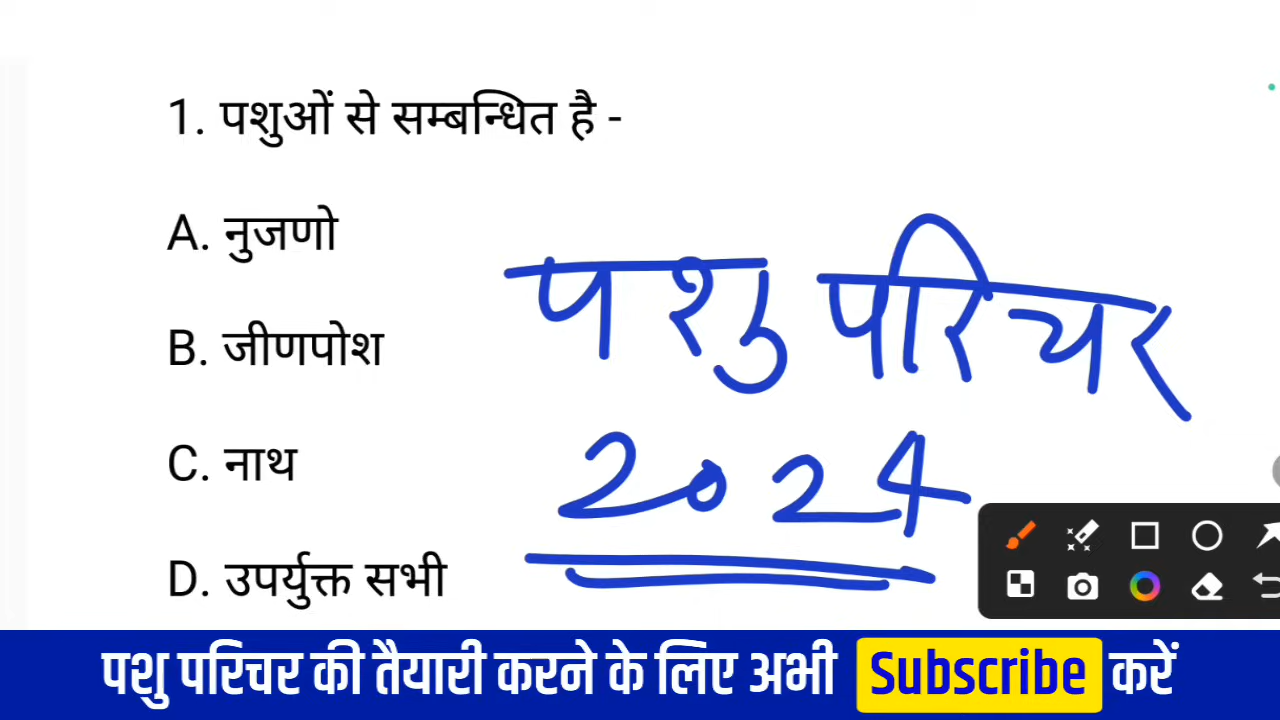 1. पशुओं से सम्बन्धित है -
A. नुजणो
B. जीणपोश
C. नाथ
D. उपर्युक्त सभी
पशु परिचर
2024
पशु परिचर की तैयारी करने के लिए अभी Subscribe करें